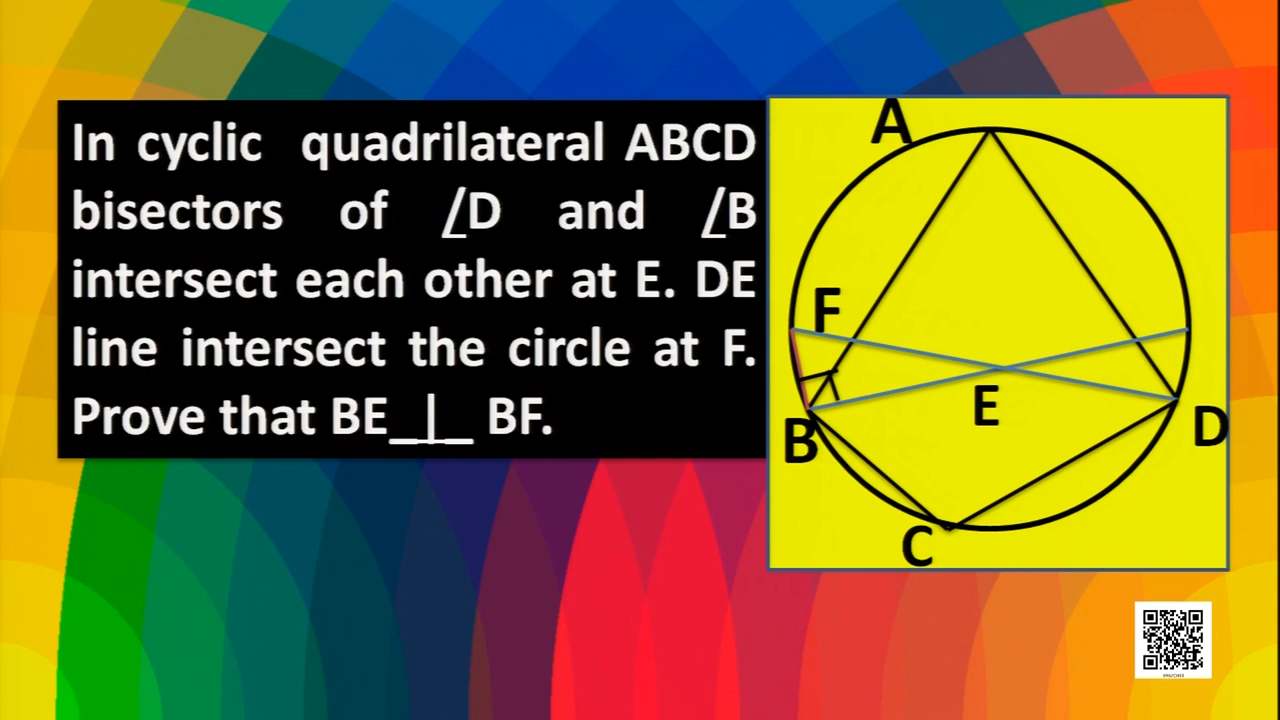 In cyclic quadrilateral ABCD
bisectors of /D and /B
intersect each other at E. DE
line intersect the circle at F.
Prove that BE_|_ BF.
A
F
E
B
D
C